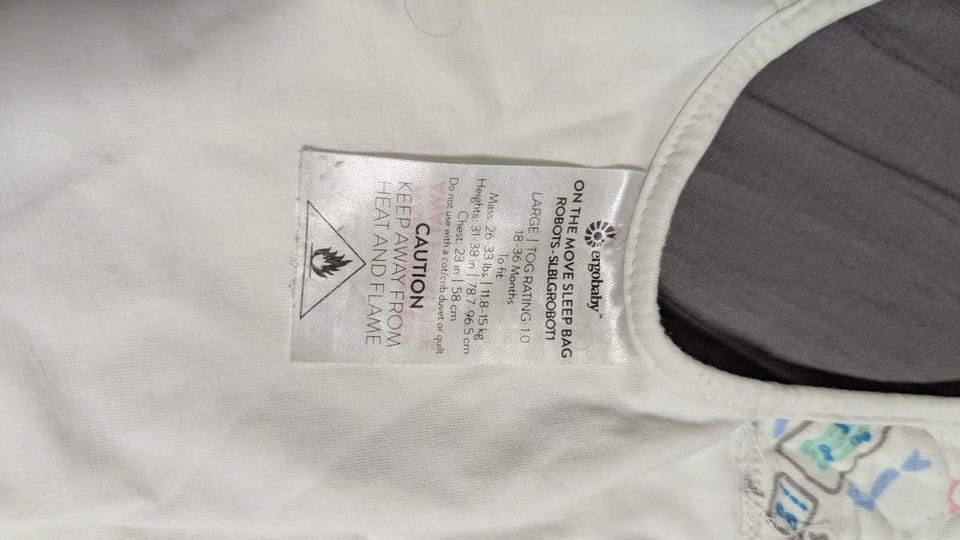 ergobaby™
ON THE MOVE SLEEP BAG
ROBOTS - SLBLGROBOT1
LARGE | TOG RATING: 1.0
18-36 Months
To fit
Mass: 26-33 lbs | 11.8-15 kg
Heights: 31-38 in | 78.7-96.5 cm
Chest: 23 in | 58 cm
Do not use with a cot/crib duvet or quilt
CAUTION
KEEP AWAY FROM
HEAT AND FLAME